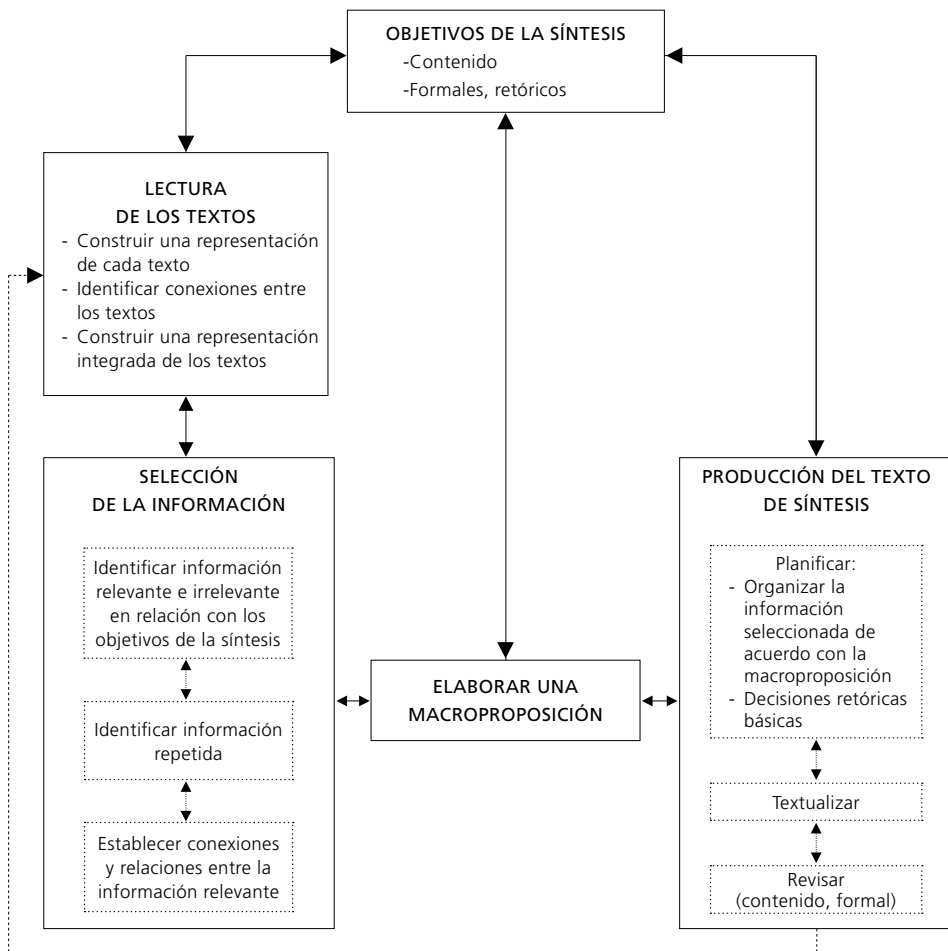 OBJETIVOS DE LA SÍNTESIS
-Contenido
-Formales, retóricos
LECTURA
DE LOS TEXTOS
- Construir una representación
de cada texto
- Identificar conexiones entre
los textos
- Construir una representación
integrada de los textos
SELECCIÓN
DE LA INFORMACIÓN
Identificar información
relevante e irrelevante
en relación con los
objetivos de la síntesis
Identificar información
repetida
Establecer conexiones
y relaciones entre la
información relevante
ELABORAR UNA
MACROPROPOSICIÓN
PRODUCCIÓN DEL TEXTO
DE SÍNTESIS
Planificar:
- Organizar la
información
seleccionada de
acuerdo con la
macroproposición
- Decisiones retóricas
básicas
Textualizar
Revisar
(contenido, formal)